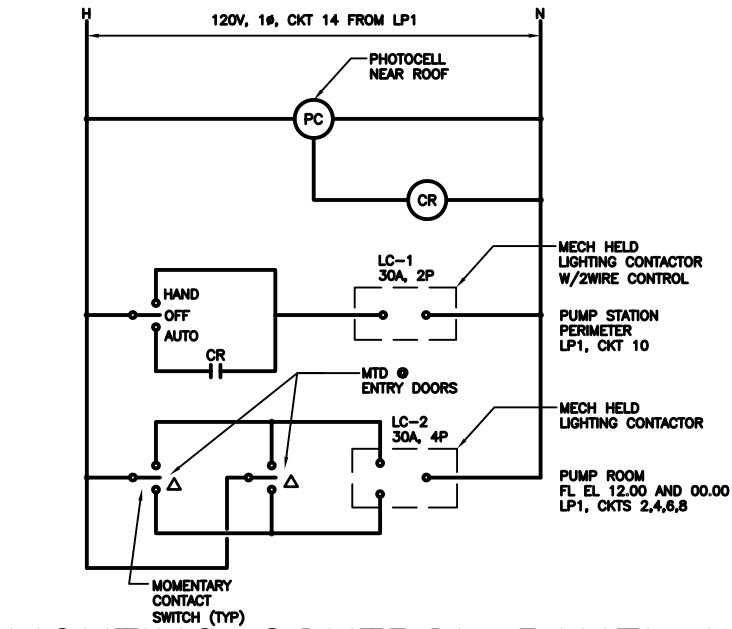 H
120V, 1ø, CKT 14 FROM LP1
N
PHOTOCELL
NEAR ROOF
PC
CR
MECH HELD
LIGHTING CONTACTOR
W/2WIRE CONTROL
LC-1
30A, 2P
HAND
OFF
AUTO
CR
PUMP STATION
PERIMETER
LP1, CKT 10
MTD @
ENTRY DOORS
LC-2
30A, 4P
MECH HELD
LIGHTING CONTACTOR
PUMP ROOM
FL EL 12.00 AND 00.00
LP1, CKTS 2,4,6,8
MOMENTARY
CONTACT
SWITCH (TYP)